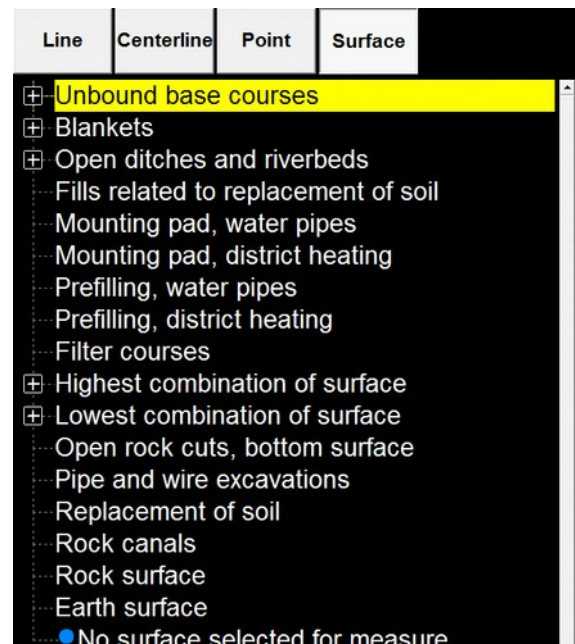 Line Centerline Point Surface
Unbound base courses
Blankets
Open ditches and riverbeds
Fills related to replacement of soil
Mounting pad, water pipes
Mounting pad, district heating
Prefilling, water pipes
Prefilling, district heating
Filter courses
Highest combination of surface
Lowest combination of surface
Open rock cuts, bottom surface
Pipe and wire excavations
Replacement of soil
Rock canals
Rock surface
Earth surface
No surface selected for measure